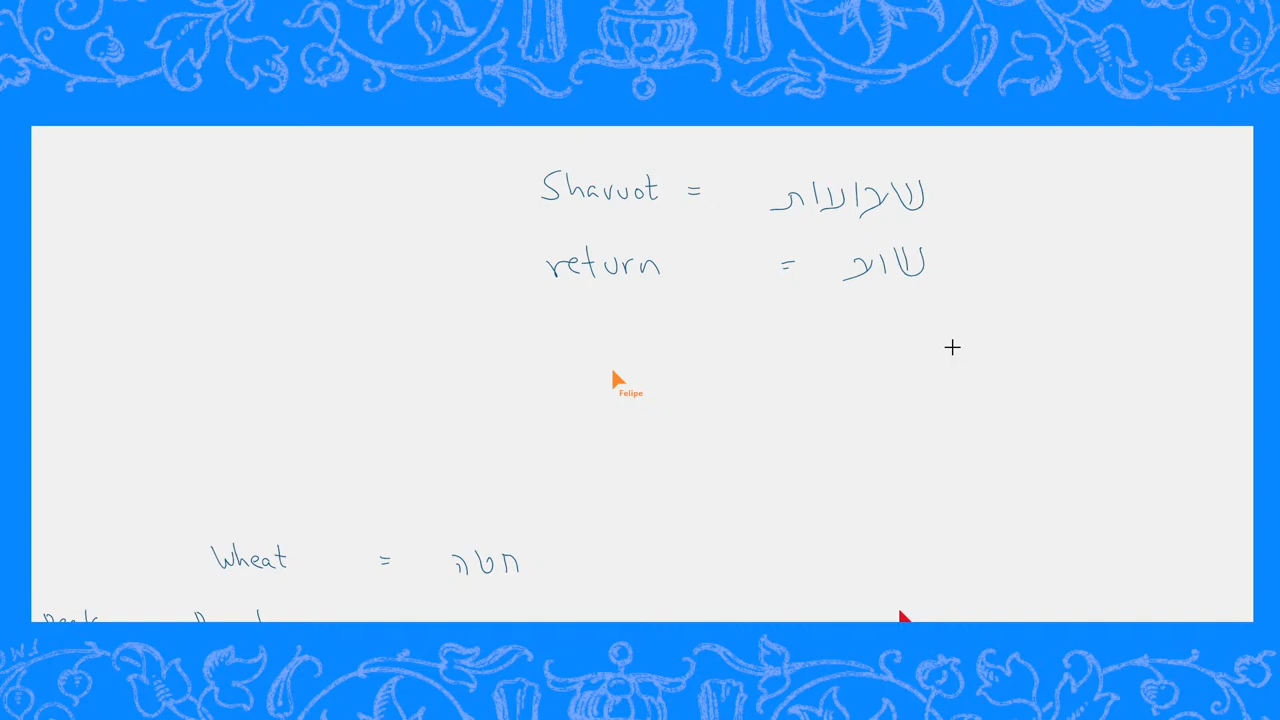 Shavuot = שבועות
return = שוב
Felipe
Wheat = חטה